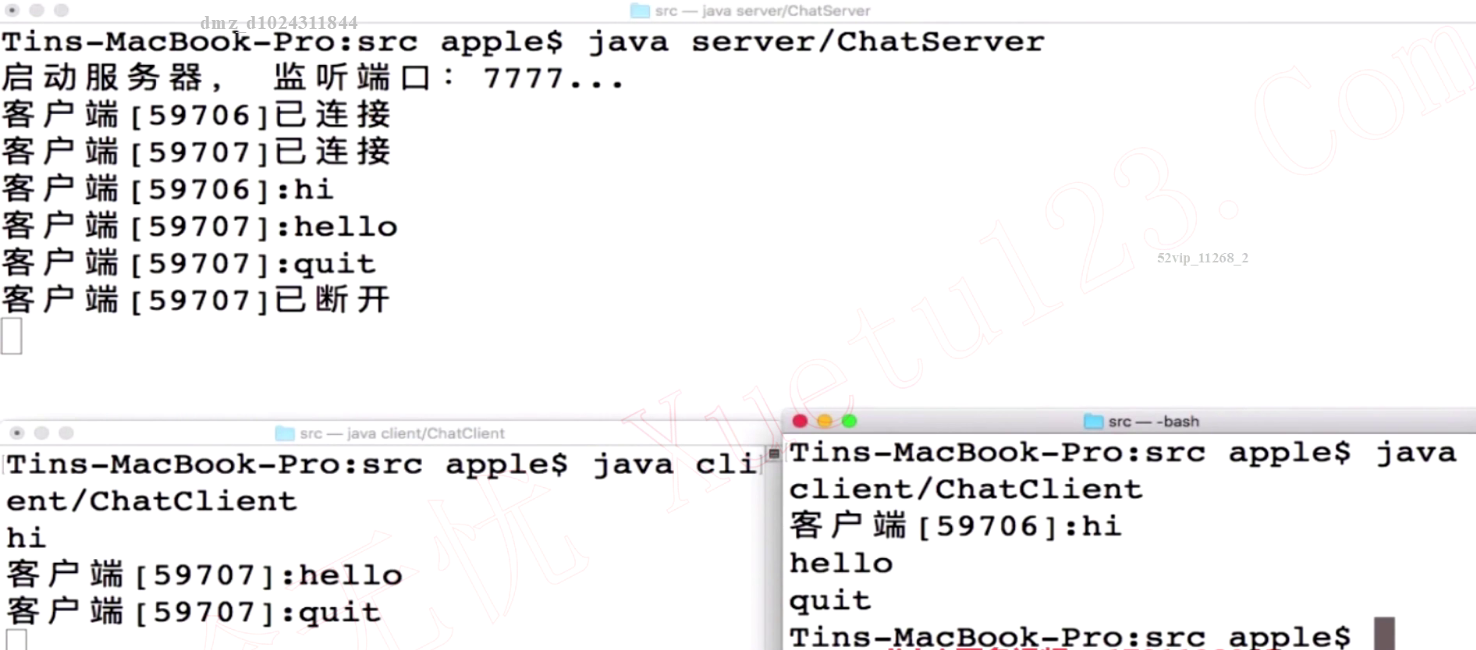 dmz_d1024311844
src — java server/ChatServer
Tins-MacBook-Pro:src apple$ java server/ChatServer
启动服务器， 监听端口：7777...
客户端[59706]已连接
客户端[59707]已连接
客户端[59706]:hi
客户端[59707]:hello
客户端[59707]:quit
客户端[59707]已断开
52vip_11268_2
Xuetu123.Com
src — java client/ChatClient
Tins-MacBook-Pro:src apple$ java cli
ent/ChatClient
hi
客户端[59707]:hello
客户端[59707]:quit
src — -bash
Tins-MacBook-Pro:src apple$ java
client/ChatClient
客户端[59706]:hi
hello
quit
Tins-MacBook-Pro:src apple$